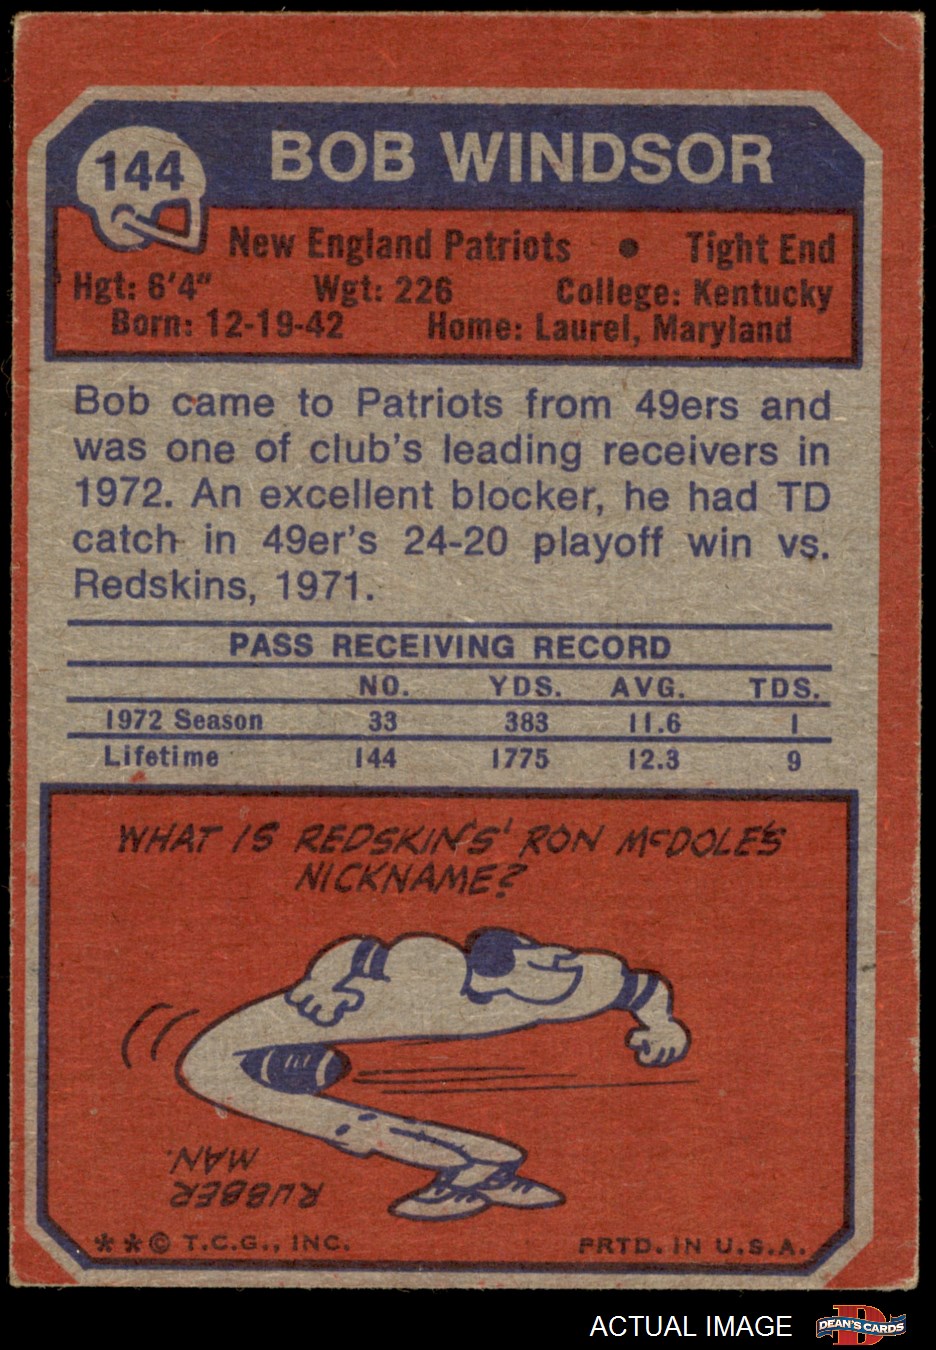 144
BOB WINDSOR
New England Patriots • Tight End
Hgt: 6'4" Wgt: 226 College: Kentucky
Born: 12-19-42 Home: Laurel, Maryland
Bob came to Patriots from 49ers and
was one of club's leading receivers in
1972. An excellent blocker, he had TD
catch in 49er's 24-20 playoff win vs.
Redskins, 1971.
PASS RECEIVING RECORD
NO. YDS. AVG. TDS.
1972 Season 33 383 11.6 1
Lifetime 144 1775 12.3 9
WHAT IS REDSKIN'S' RON McDOLE'S
NICKNAME?
RUBBER
MAN.
**© T.C.G., INC. PRTD. IN U.S.A.
ACTUAL IMAGE
D
DEAN'S CARDS